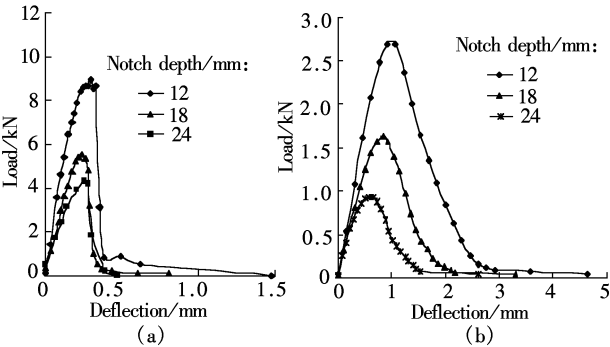 (a)
12
10
8
6
4
2
0
Load/kN
Notch depth/mm:
12
18
24
0 0.5 1.0 1.5
Deflection/mm
(a)
(b)
3.0
2.5
2.0
1.5
1.0
0.5
0.0
Load/kN
Notch depth/mm:
12
18
24
0 1 2 3 4 5
Deflection/mm
(b)